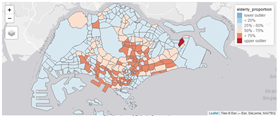 +
−
elderly_proportion
lower outlier
< 25%
25% - 50%
50% - 75%
> 75%
upper outlier
Leaflet | Tiles © Esri — Esri, DeLorme, NAVTEQ